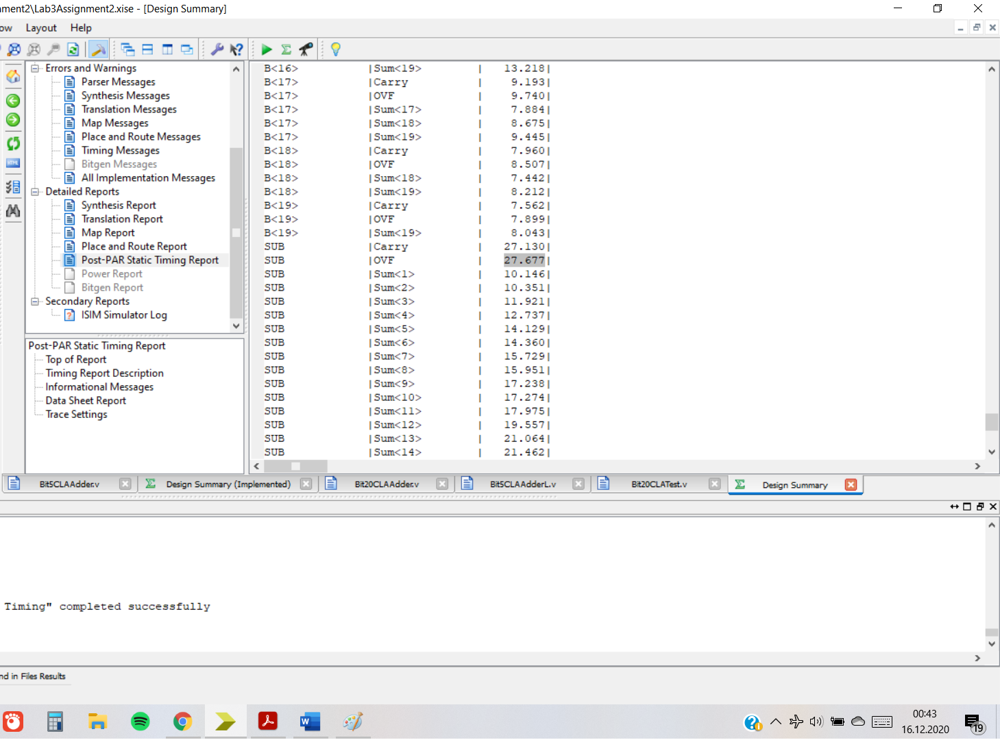 nment2\Lab3Assignment2.xise - [Design Summary]
ow Layout Help
Errors and Warnings
Parser Messages
Synthesis Messages
Translation Messages
Map Messages
Place and Route Messages
Timing Messages
Bitgen Messages
All Implementation Messages
Detailed Reports
Synthesis Report
Translation Report
Map Report
Place and Route Report
Post-PAR Static Timing Report
Power Report
Bitgen Report
Secondary Reports
ISIM Simulator Log
Post-PAR Static Timing Report
Top of Report
Timing Report Description
Informational Messages
Data Sheet Report
Trace Settings
B<16> |Sum<19> | 13.218|
B<17> |Carry | 9.193|
B<17> |OVF | 9.740|
B<17> |Sum<17> | 7.884|
B<17> |Sum<18> | 8.675|
B<17> |Sum<19> | 9.445|
B<18> |Carry | 7.960|
B<18> |OVF | 8.507|
B<18> |Sum<18> | 7.442|
B<18> |Sum<19> | 8.212|
B<19> |Carry | 7.562|
B<19> |OVF | 7.899|
B<19> |Sum<19> | 8.043|
SUB |Carry | 27.130|
SUB |OVF | 27.677|
SUB |Sum<1> | 10.146|
SUB |Sum<2> | 10.351|
SUB |Sum<3> | 11.921|
SUB |Sum<4> | 12.737|
SUB |Sum<5> | 14.129|
SUB |Sum<6> | 14.360|
SUB |Sum<7> | 15.729|
SUB |Sum<8> | 15.951|
SUB |Sum<9> | 17.238|
SUB |Sum<10> | 17.274|
SUB |Sum<11> | 17.975|
SUB |Sum<12> | 19.557|
SUB |Sum<13> | 21.064|
SUB |Sum<14> | 21.462|
Bit5CLAAdder.v Design Summary (Implemented) Bit20CLAAdder.v Bit5CLAAdderL.v Bit20CLATest.v Design Summary
Timing" completed successfully
nd in Files Results
00:43
16.12.2020
19